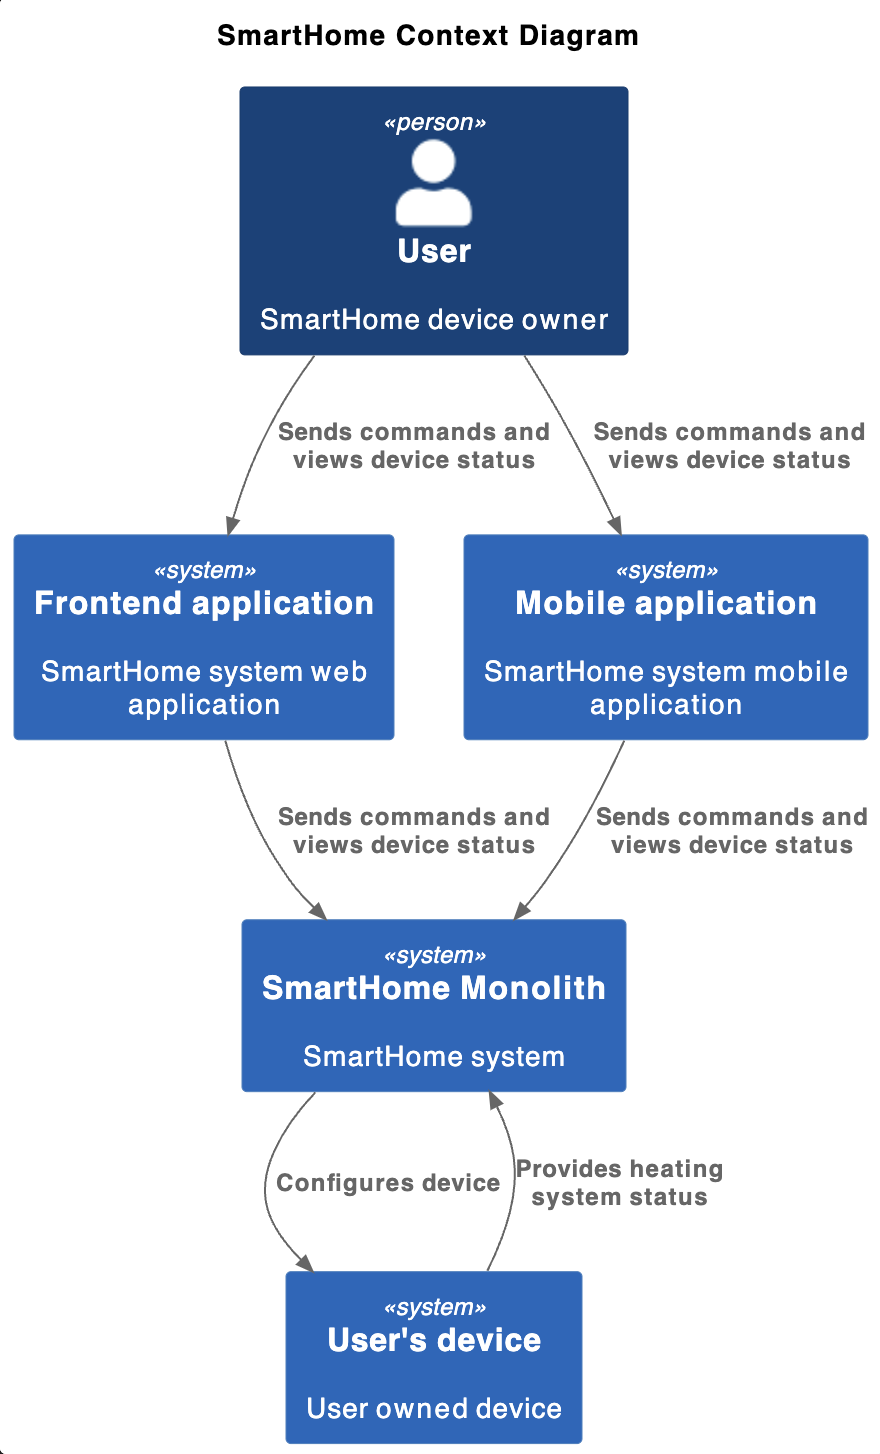 SmartHome Context Diagram
«person»
User
SmartHome device owner
Sends commands and
views device status
Sends commands and
views device status
«system»
Frontend application
SmartHome system web
application
«system»
Mobile application
SmartHome system mobile
application
Sends commands and
views device status
Sends commands and
views device status
«system»
SmartHome Monolith
SmartHome system
Configures device
Provides heating
system status
«system»
User's device
User owned device